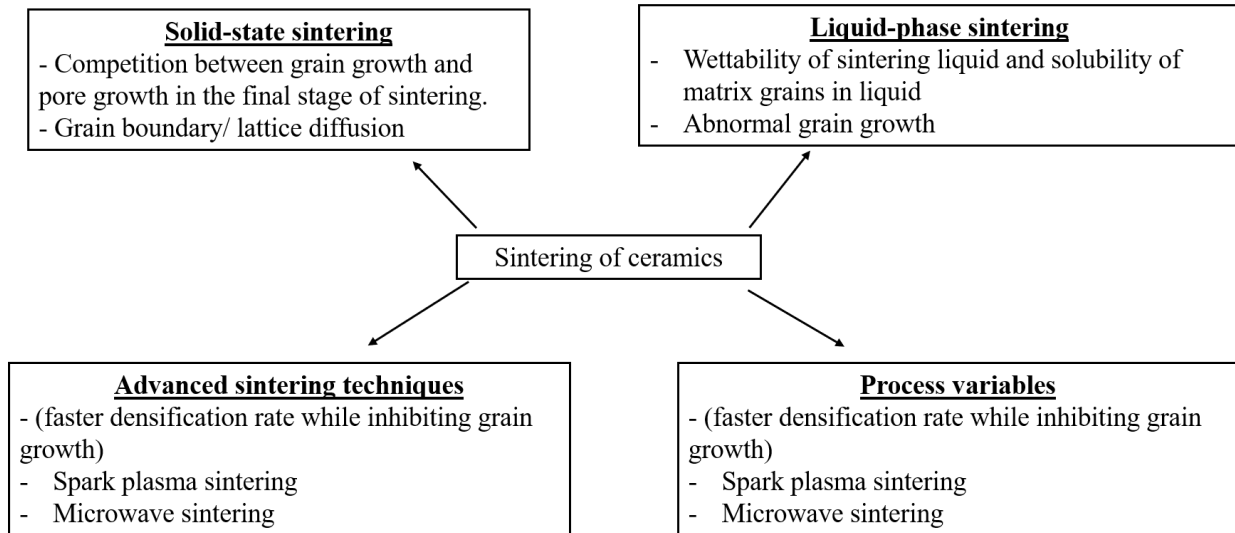 Solid-state sintering
- Competition between grain growth and
pore growth in the final stage of sintering.
- Grain boundary/ lattice diffusion
Liquid-phase sintering
- Wettability of sintering liquid and solubility of
matrix grains in liquid
- Abnormal grain growth
Sintering of ceramics
Advanced sintering techniques
- (faster densification rate while inhibiting grain
growth)
- Spark plasma sintering
- Microwave sintering
Process variables
- (faster densification rate while inhibiting grain
growth)
- Spark plasma sintering
- Microwave sintering